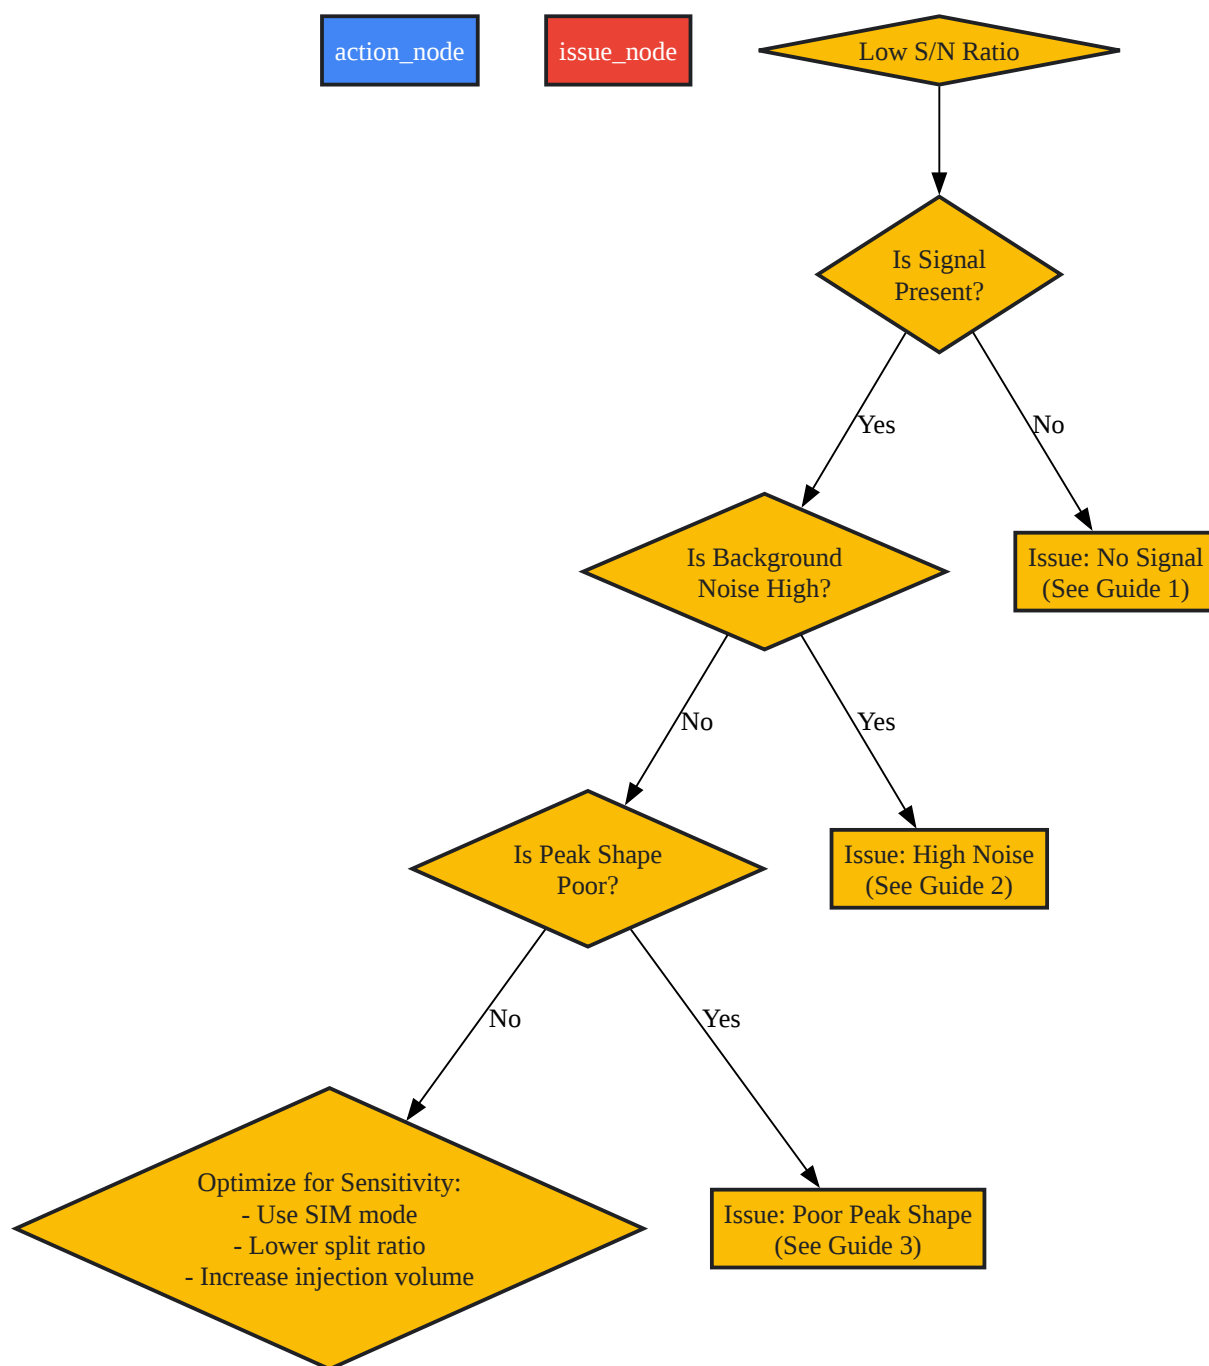 action_node
issue_node
Low S/N Ratio
Is Signal
Present?
Yes
No
Is Background
Noise High?
Issue: No Signal
(See Guide 1)
No
Yes
Is Peak Shape
Poor?
Issue: High Noise
(See Guide 2)
No
Yes
Optimize for Sensitivity:
- Use SIM mode
- Lower split ratio
- Increase injection volume
Issue: Poor Peak Shape
(See Guide 3)